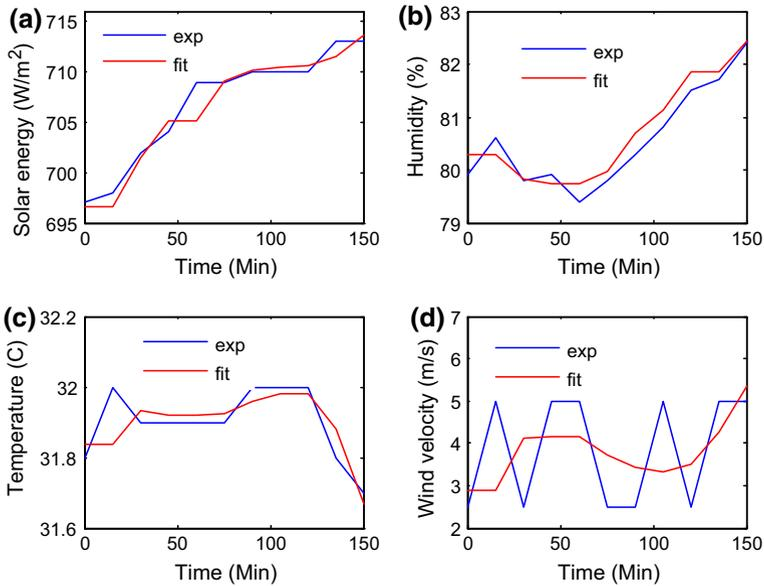 (a)
715
710
705
700
695
Solar energy (W/m²)
exp
fit
0 50 100 150
Time (Min)
(b)
83
82
81
80
79
Humidity (%)
exp
fit
0 50 100 150
Time (Min)
(c)
32.2
32
31.8
31.6
Temperature (C)
exp
fit
0 50 100 150
Time (Min)
(d)
7
6
5
4
3
2
Wind velocity (m/s)
exp
fit
0 50 100 150
Time (Min)